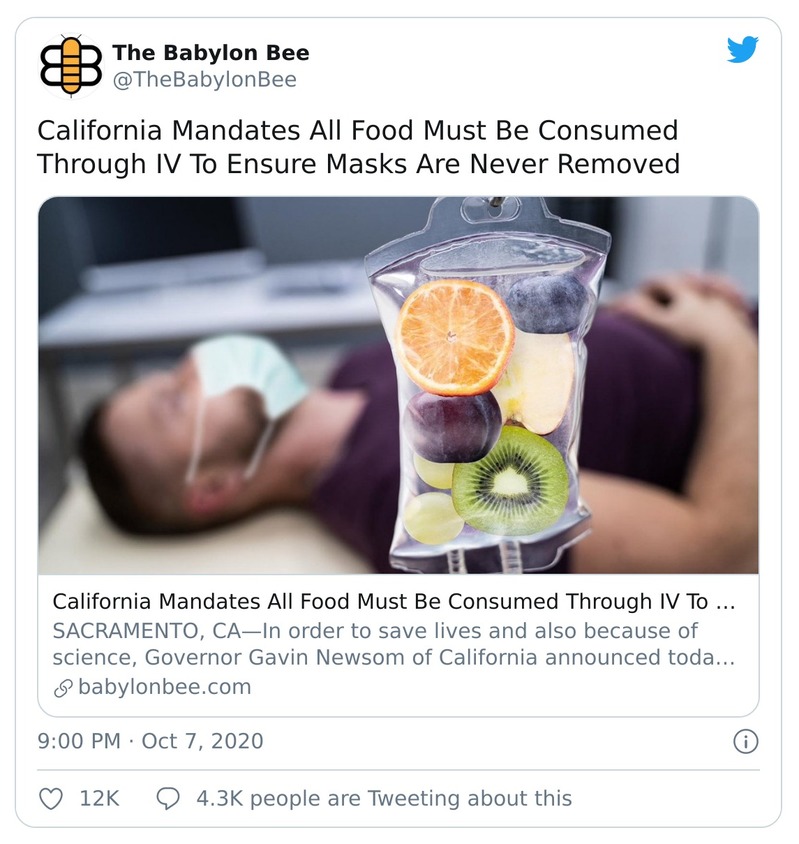 The Babylon Bee
@TheBabylonBee
California Mandates All Food Must Be Consumed
Through IV To Ensure Masks Are Never Removed
California Mandates All Food Must Be Consumed Through IV To ...
SACRAMENTO, CA—In order to save lives and also because of
science, Governor Gavin Newsom of California announced toda...
babylonbee.com
9:00 PM · Oct 7, 2020
12K 4.3K people are Tweeting about this